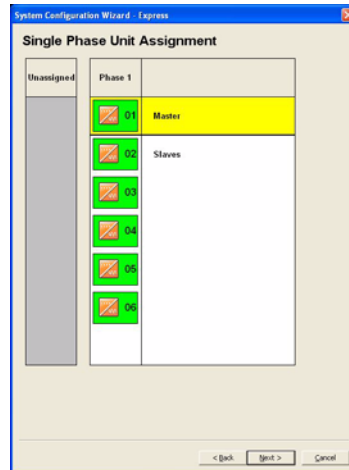 System Configuration Wizard - Express
Single Phase Unit Assignment
Unassigned
Phase 1
01
Master
02
Slaves
03
04
05
06
< Back
Next >
Cancel